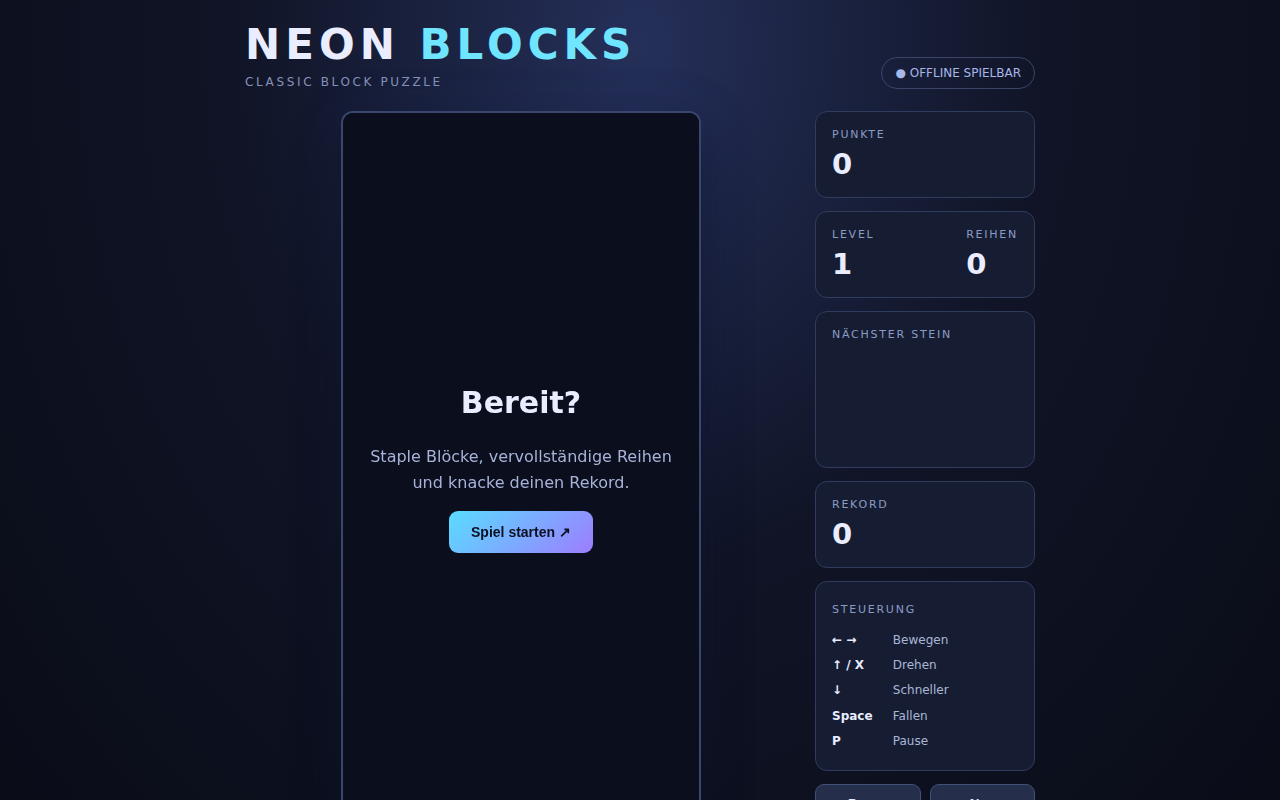 NEON BLOCKS
CLASSIC BLOCK PUZZLE
● OFFLINE SPIELBAR
Bereit?
Staple Blöcke, vervollständige Reihen
und knacke deinen Rekord.
Spiel starten ↗
PUNKTE
0
LEVEL REIHEN
1 0
NÄCHSTER STEIN
REKORD
0
STEUERUNG
← → Bewegen
↑ / X Drehen
↓ Schneller
Space Fallen
P Pause